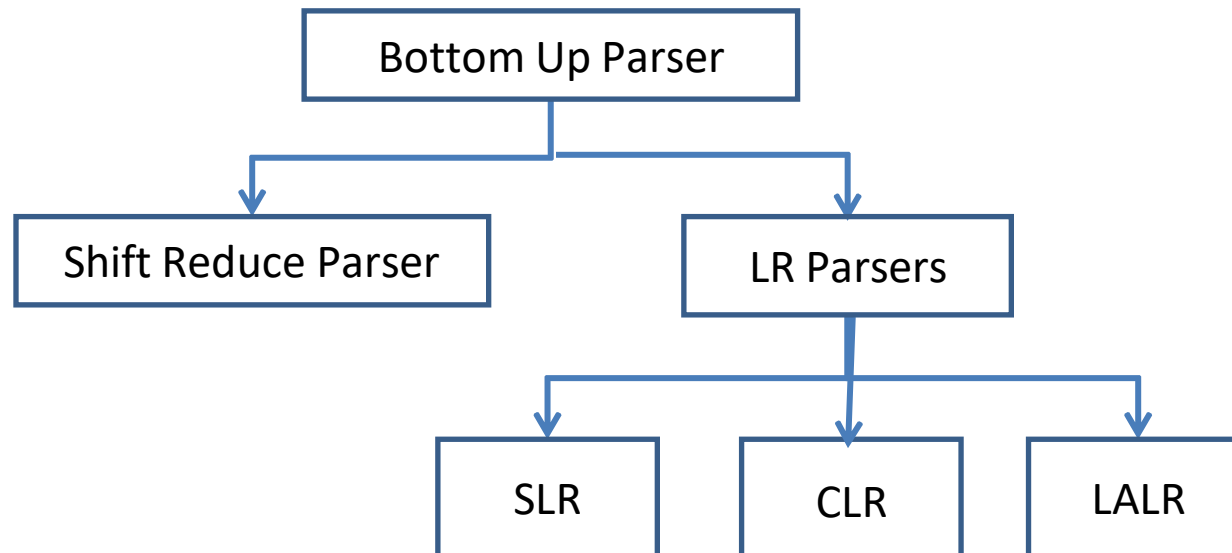 Bottom Up Parser
Shift Reduce Parser
LR Parsers
SLR
CLR
LALR